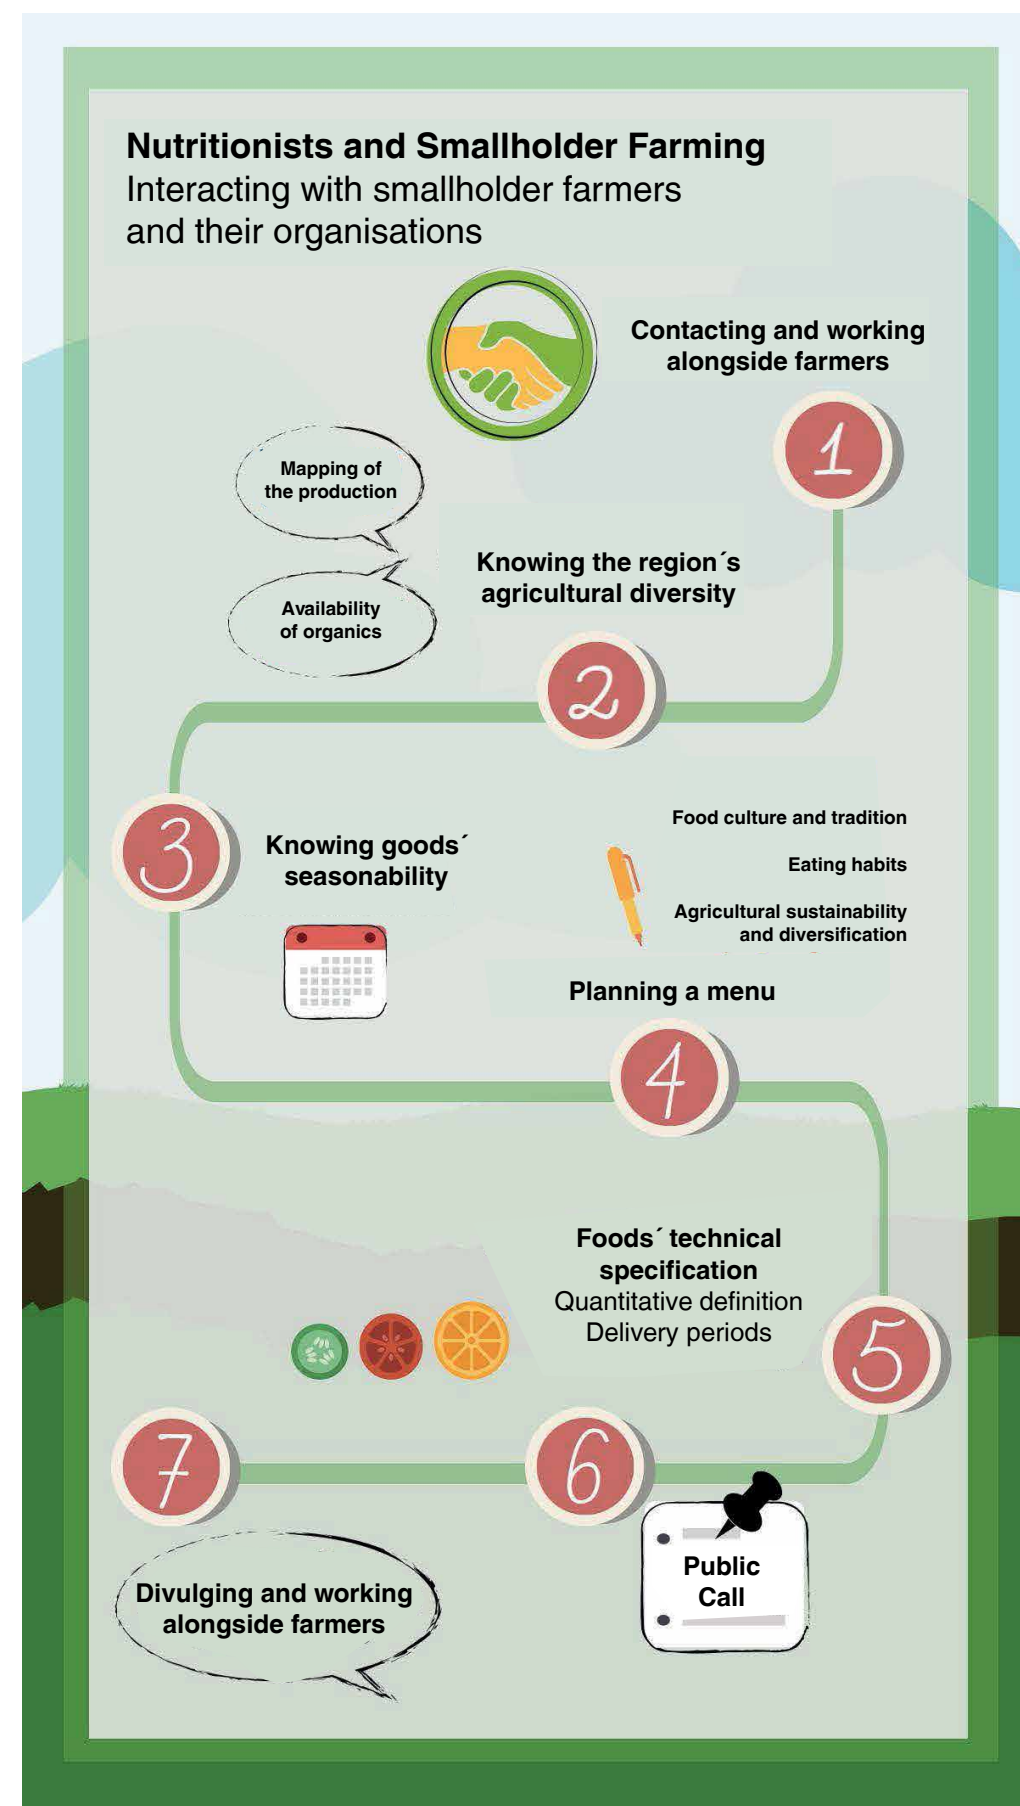 Nutritionists and Smallholder Farming
Interacting with smallholder farmers
and their organisations
Contacting and working
alongside farmers
1
Mapping of
the production
Availability
of organics
Knowing the region´s
agricultural diversity
2
3
Knowing goods´
seasonability
Food culture and tradition
Eating habits
Agricultural sustainability
and diversification
Planning a menu
4
Foods´ technical
specification
Quantitative definition
Delivery periods
5
6
Public
Call
7
Divulging and working
alongside farmers